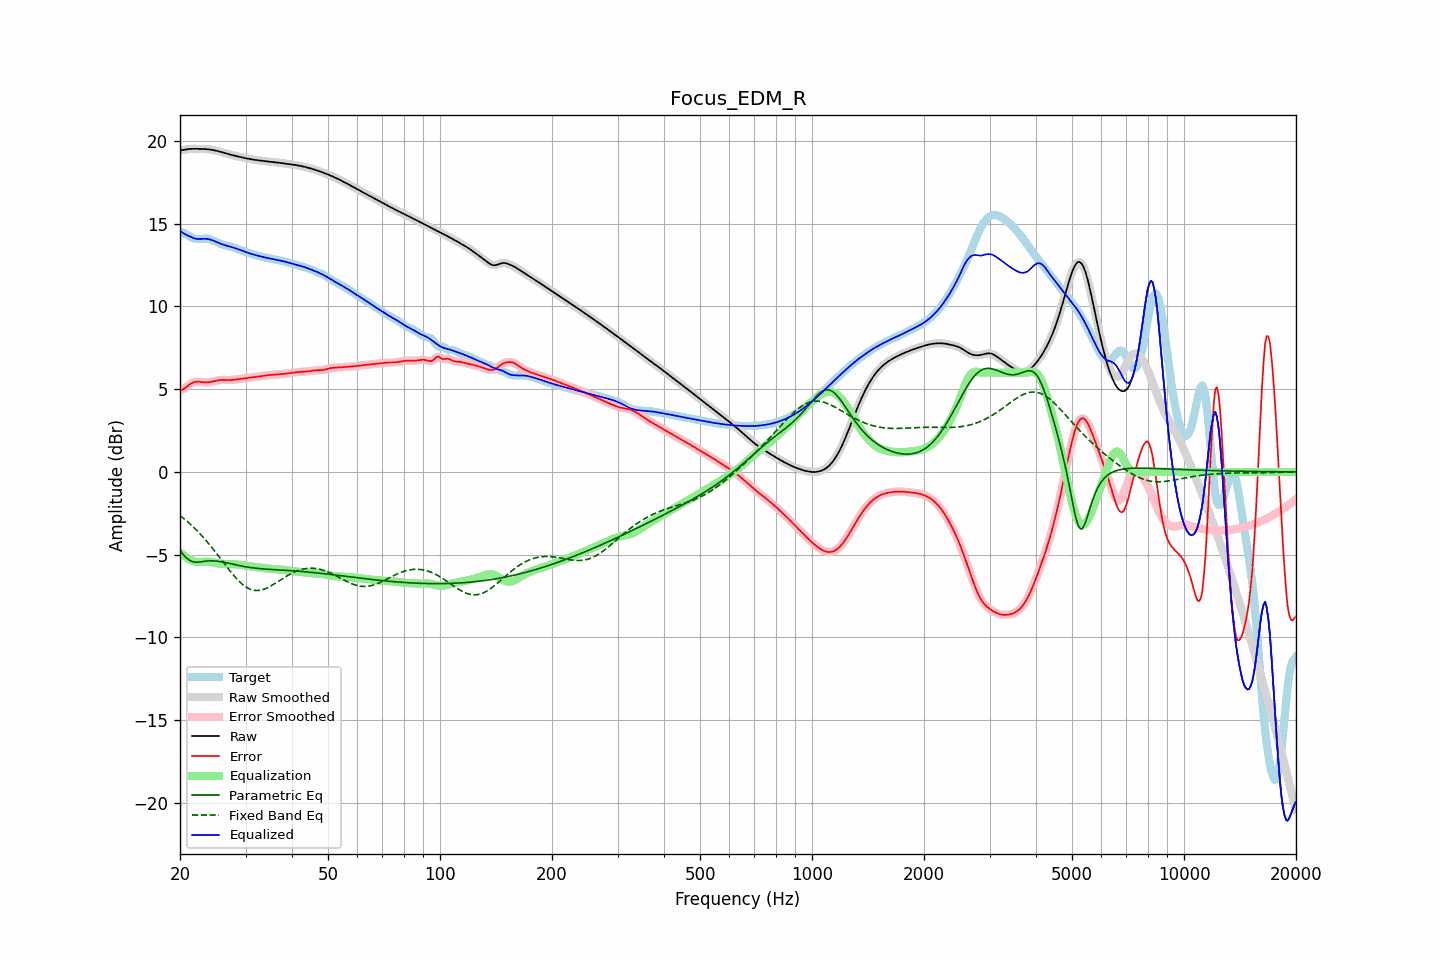 Focus_EDM_R
Amplitude (dBr)
20
15
10
5
0
−5
−10
−15
−20
Target
Raw Smoothed
Error Smoothed
Raw
Error
Equalization
Parametric Eq
Fixed Band Eq
Equalized
20 50 100 200 500 1000 2000 5000 10000 20000
Frequency (Hz)